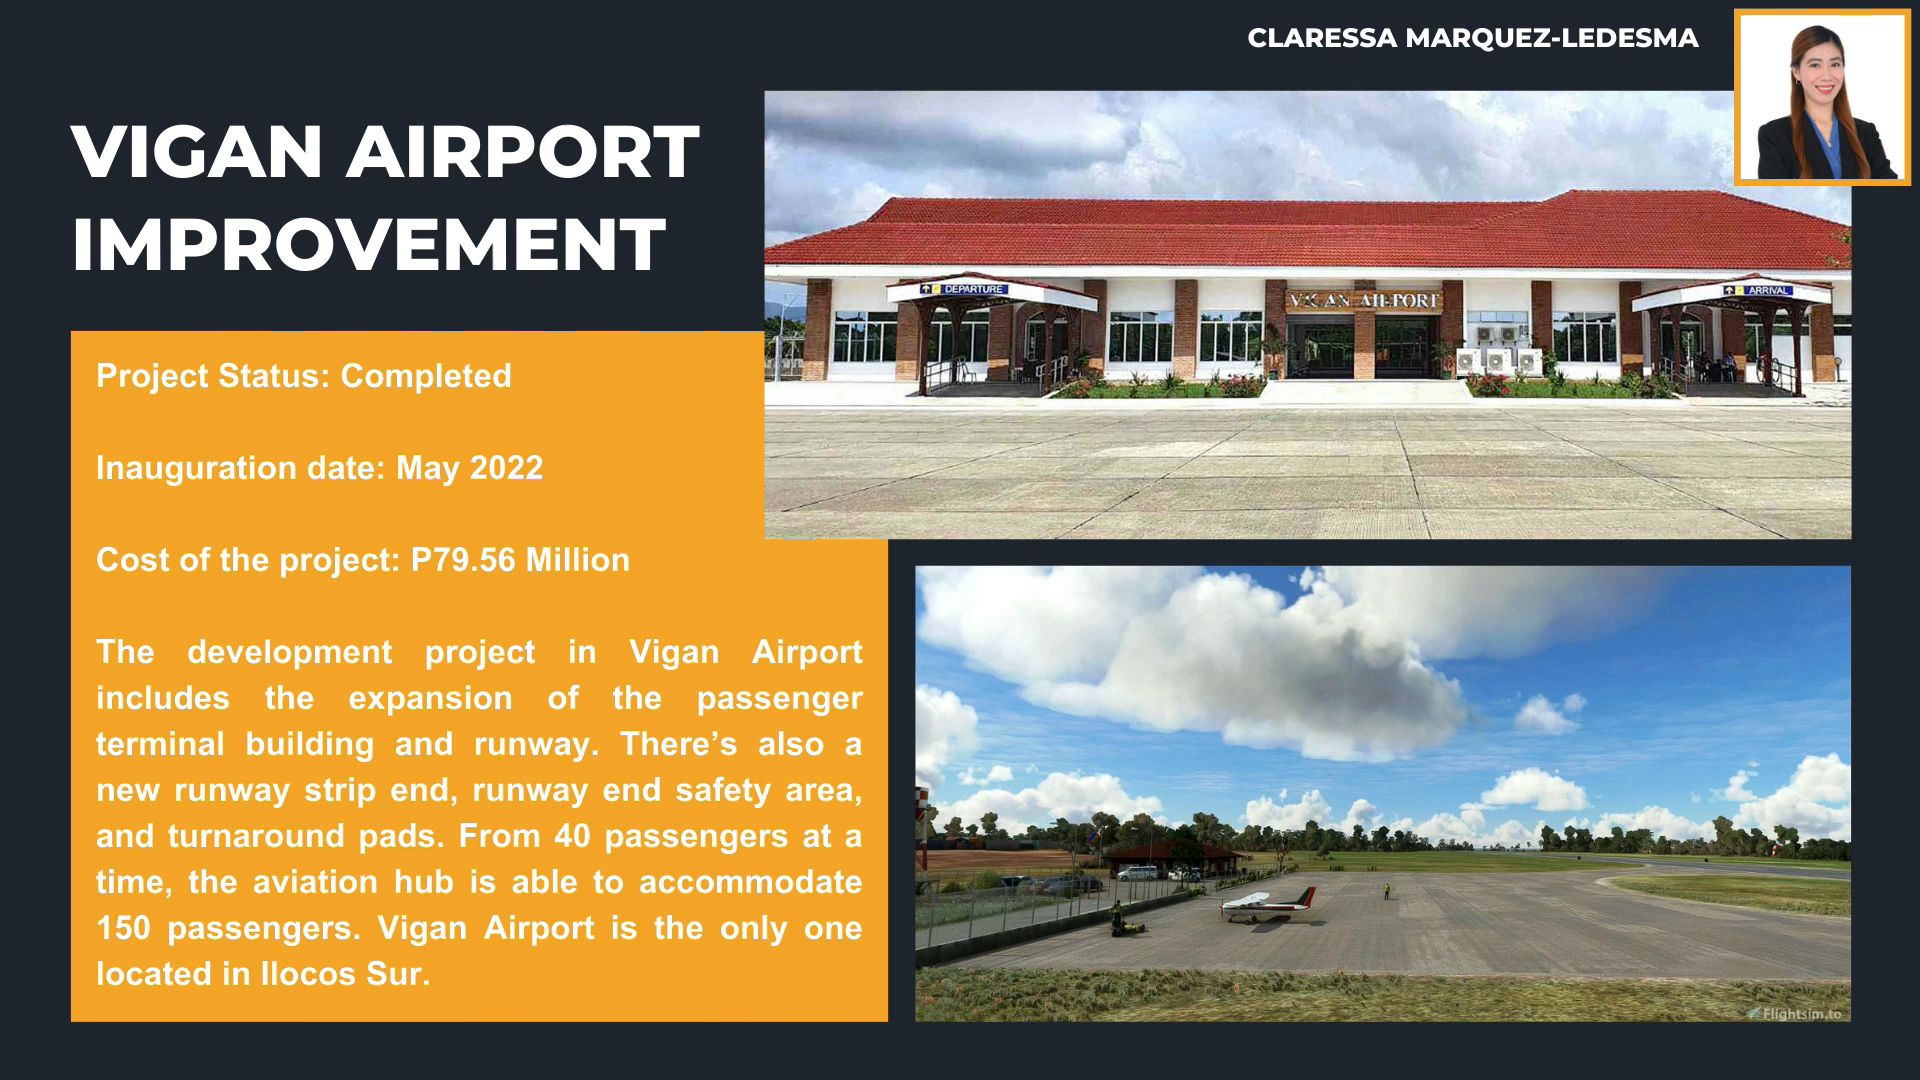 CLARESSA MARQUEZ-LEDESMA
VIGAN AIRPORT
IMPROVEMENT
DEPARTURE
VIGAN AIRPORT
ARRIVAL
Project Status: Completed
Inauguration date: May 2022
Cost of the project: P79.56 Million
The development project in Vigan Airport
includes the expansion of the passenger
terminal building and runway. There’s also a
new runway strip end, runway end safety area,
and turnaround pads. From 40 passengers at a
time, the aviation hub is able to accommodate
150 passengers. Vigan Airport is the only one
located in Ilocos Sur.
Flightsim.to